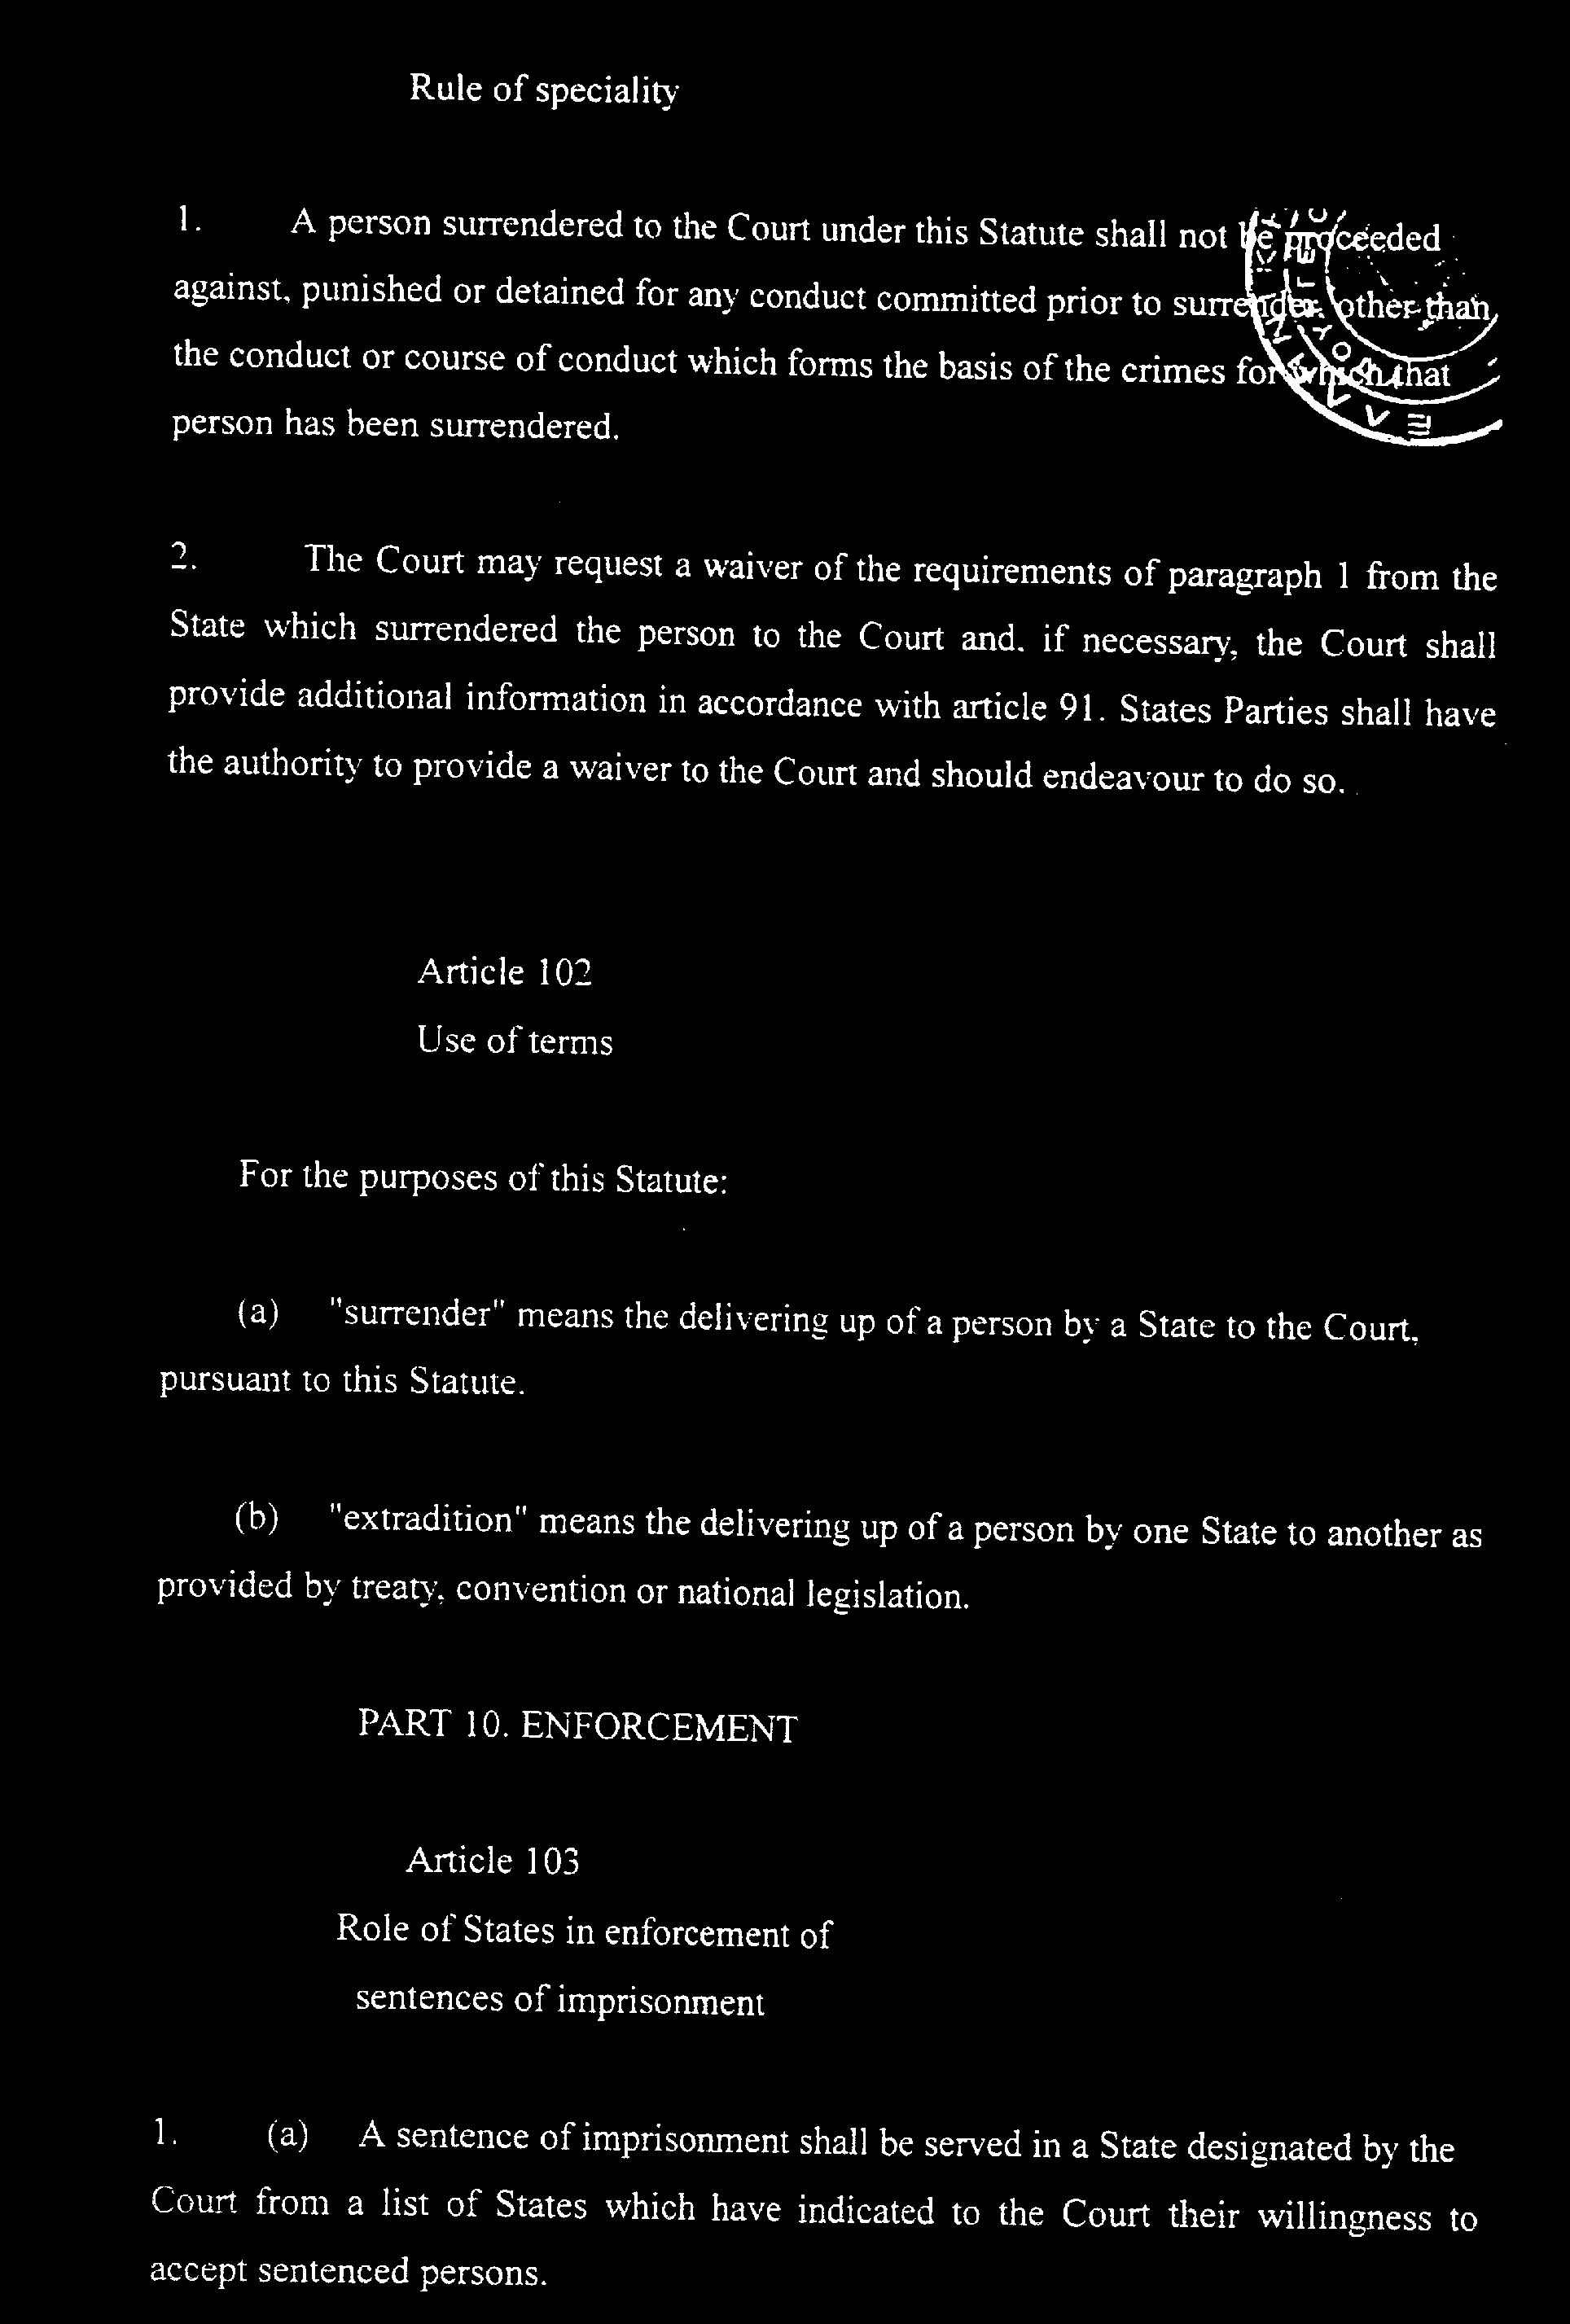 Rule of speciality
1. A person surrendered to the Court under this Statute shall not be proceeded
against, punished or detained for any conduct committed prior to surrender, other than
the conduct or course of conduct which forms the basis of the crimes for which that
person has been surrendered.
2. The Court may request a waiver of the requirements of paragraph 1 from the
State which surrendered the person to the Court and, if necessary, the Court shall
provide additional information in accordance with article 91. States Parties shall have
the authority to provide a waiver to the Court and should endeavour to do so.
Article 102
Use of terms
For the purposes of this Statute:
(a) "surrender" means the delivering up of a person by a State to the Court,
pursuant to this Statute.
(b) "extradition" means the delivering up of a person by one State to another as
provided by treaty, convention or national legislation.
PART 10. ENFORCEMENT
Article 103
Role of States in enforcement of
sentences of imprisonment
1. (a) A sentence of imprisonment shall be served in a State designated by the
Court from a list of States which have indicated to the Court their willingness to
accept sentenced persons.